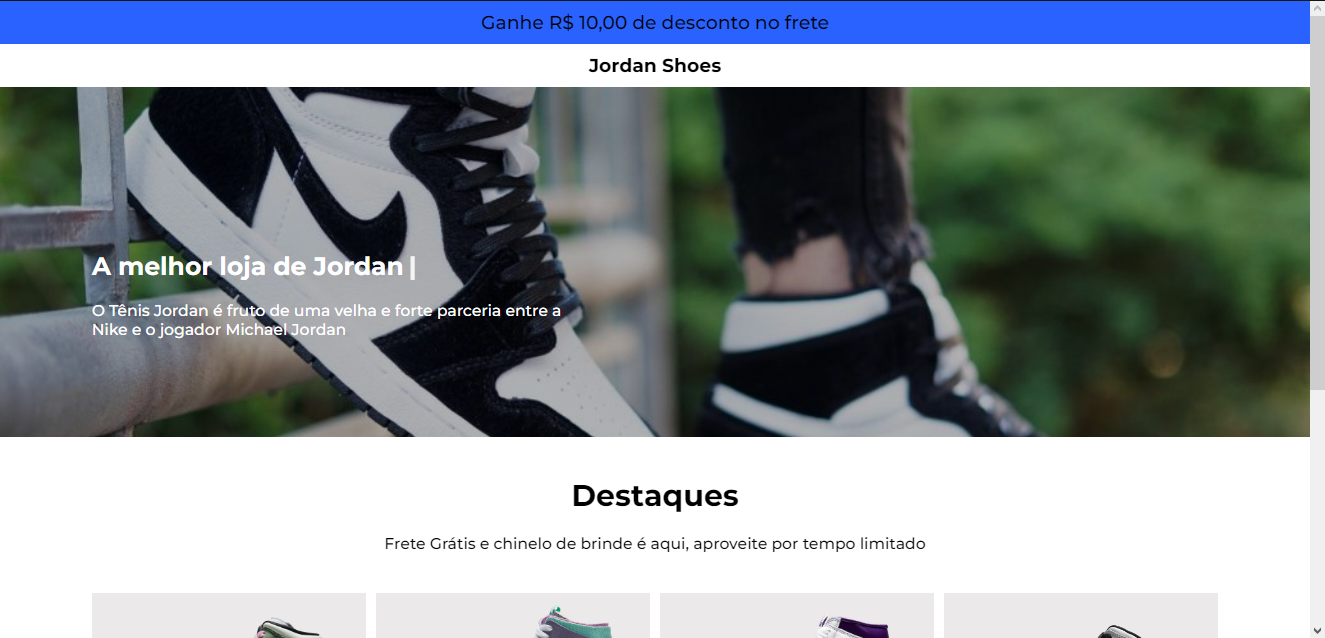 Ganhe R$ 10,00 de desconto no frete
Jordan Shoes
A melhor loja de Jordan |
O Tênis Jordan é fruto de uma velha e forte parceria entre a
Nike e o jogador Michael Jordan
Destaques
Frete Grátis e chinelo de brinde é aqui, aproveite por tempo limitado